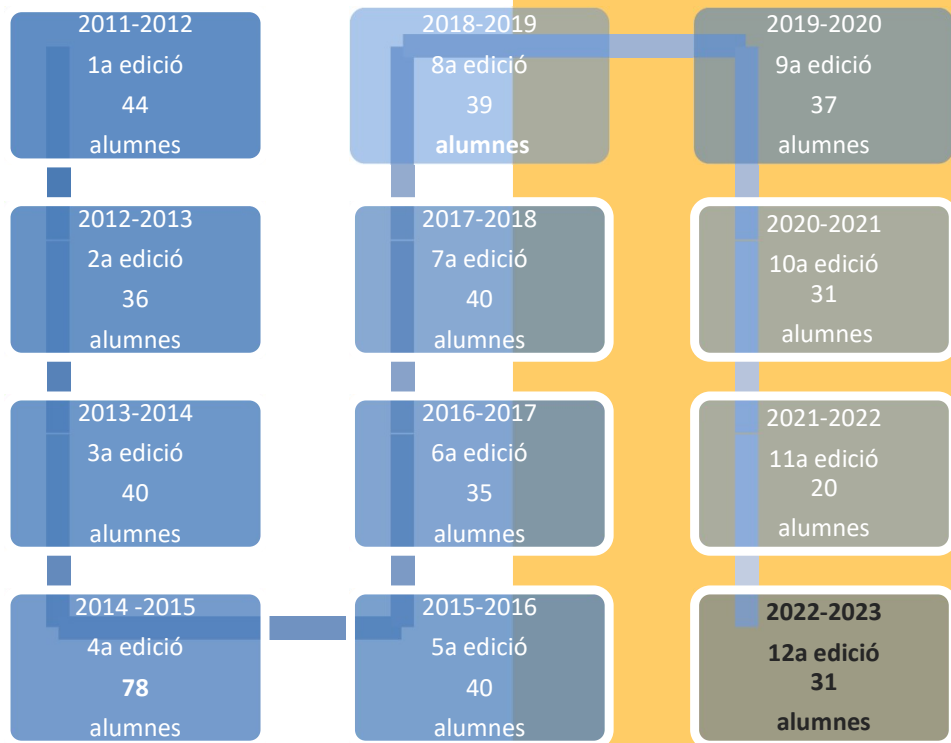 2011-2012
1a edició
44
alumnes
2012-2013
2a edició
36
alumnes
2013-2014
3a edició
40
alumnes
2014 -2015
4a edició
78
alumnes
2015-2016
5a edició
40
alumnes
2016-2017
6a edició
35
alumnes
2017-2018
7a edició
40
alumnes
2018-2019
8a edició
39
alumnes
2019-2020
9a edició
37
alumnes
2020-2021
10a edició
31
alumnes
2021-2022
11a edició
20
alumnes
2022-2023
12a edició
31
alumnes